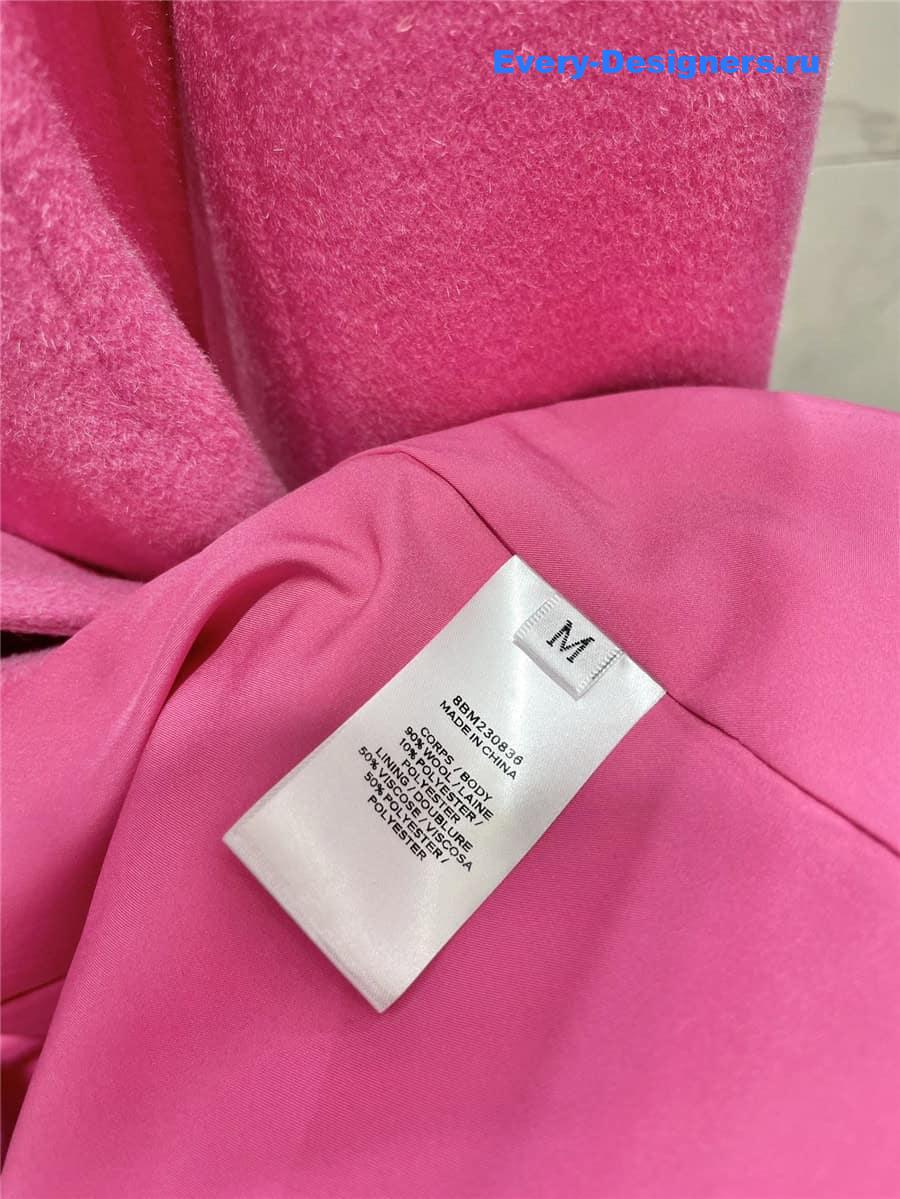 Every-Designers.ru
M
8BM230836
MADE IN CHINA
CORPS / BODY
90% WOOL / LAINE
10% POLYESTER /
POLYESTER
LINING / DOUBLURE
50% VISCOSE / VISCOSA
50% POLYESTER /
POLYESTER